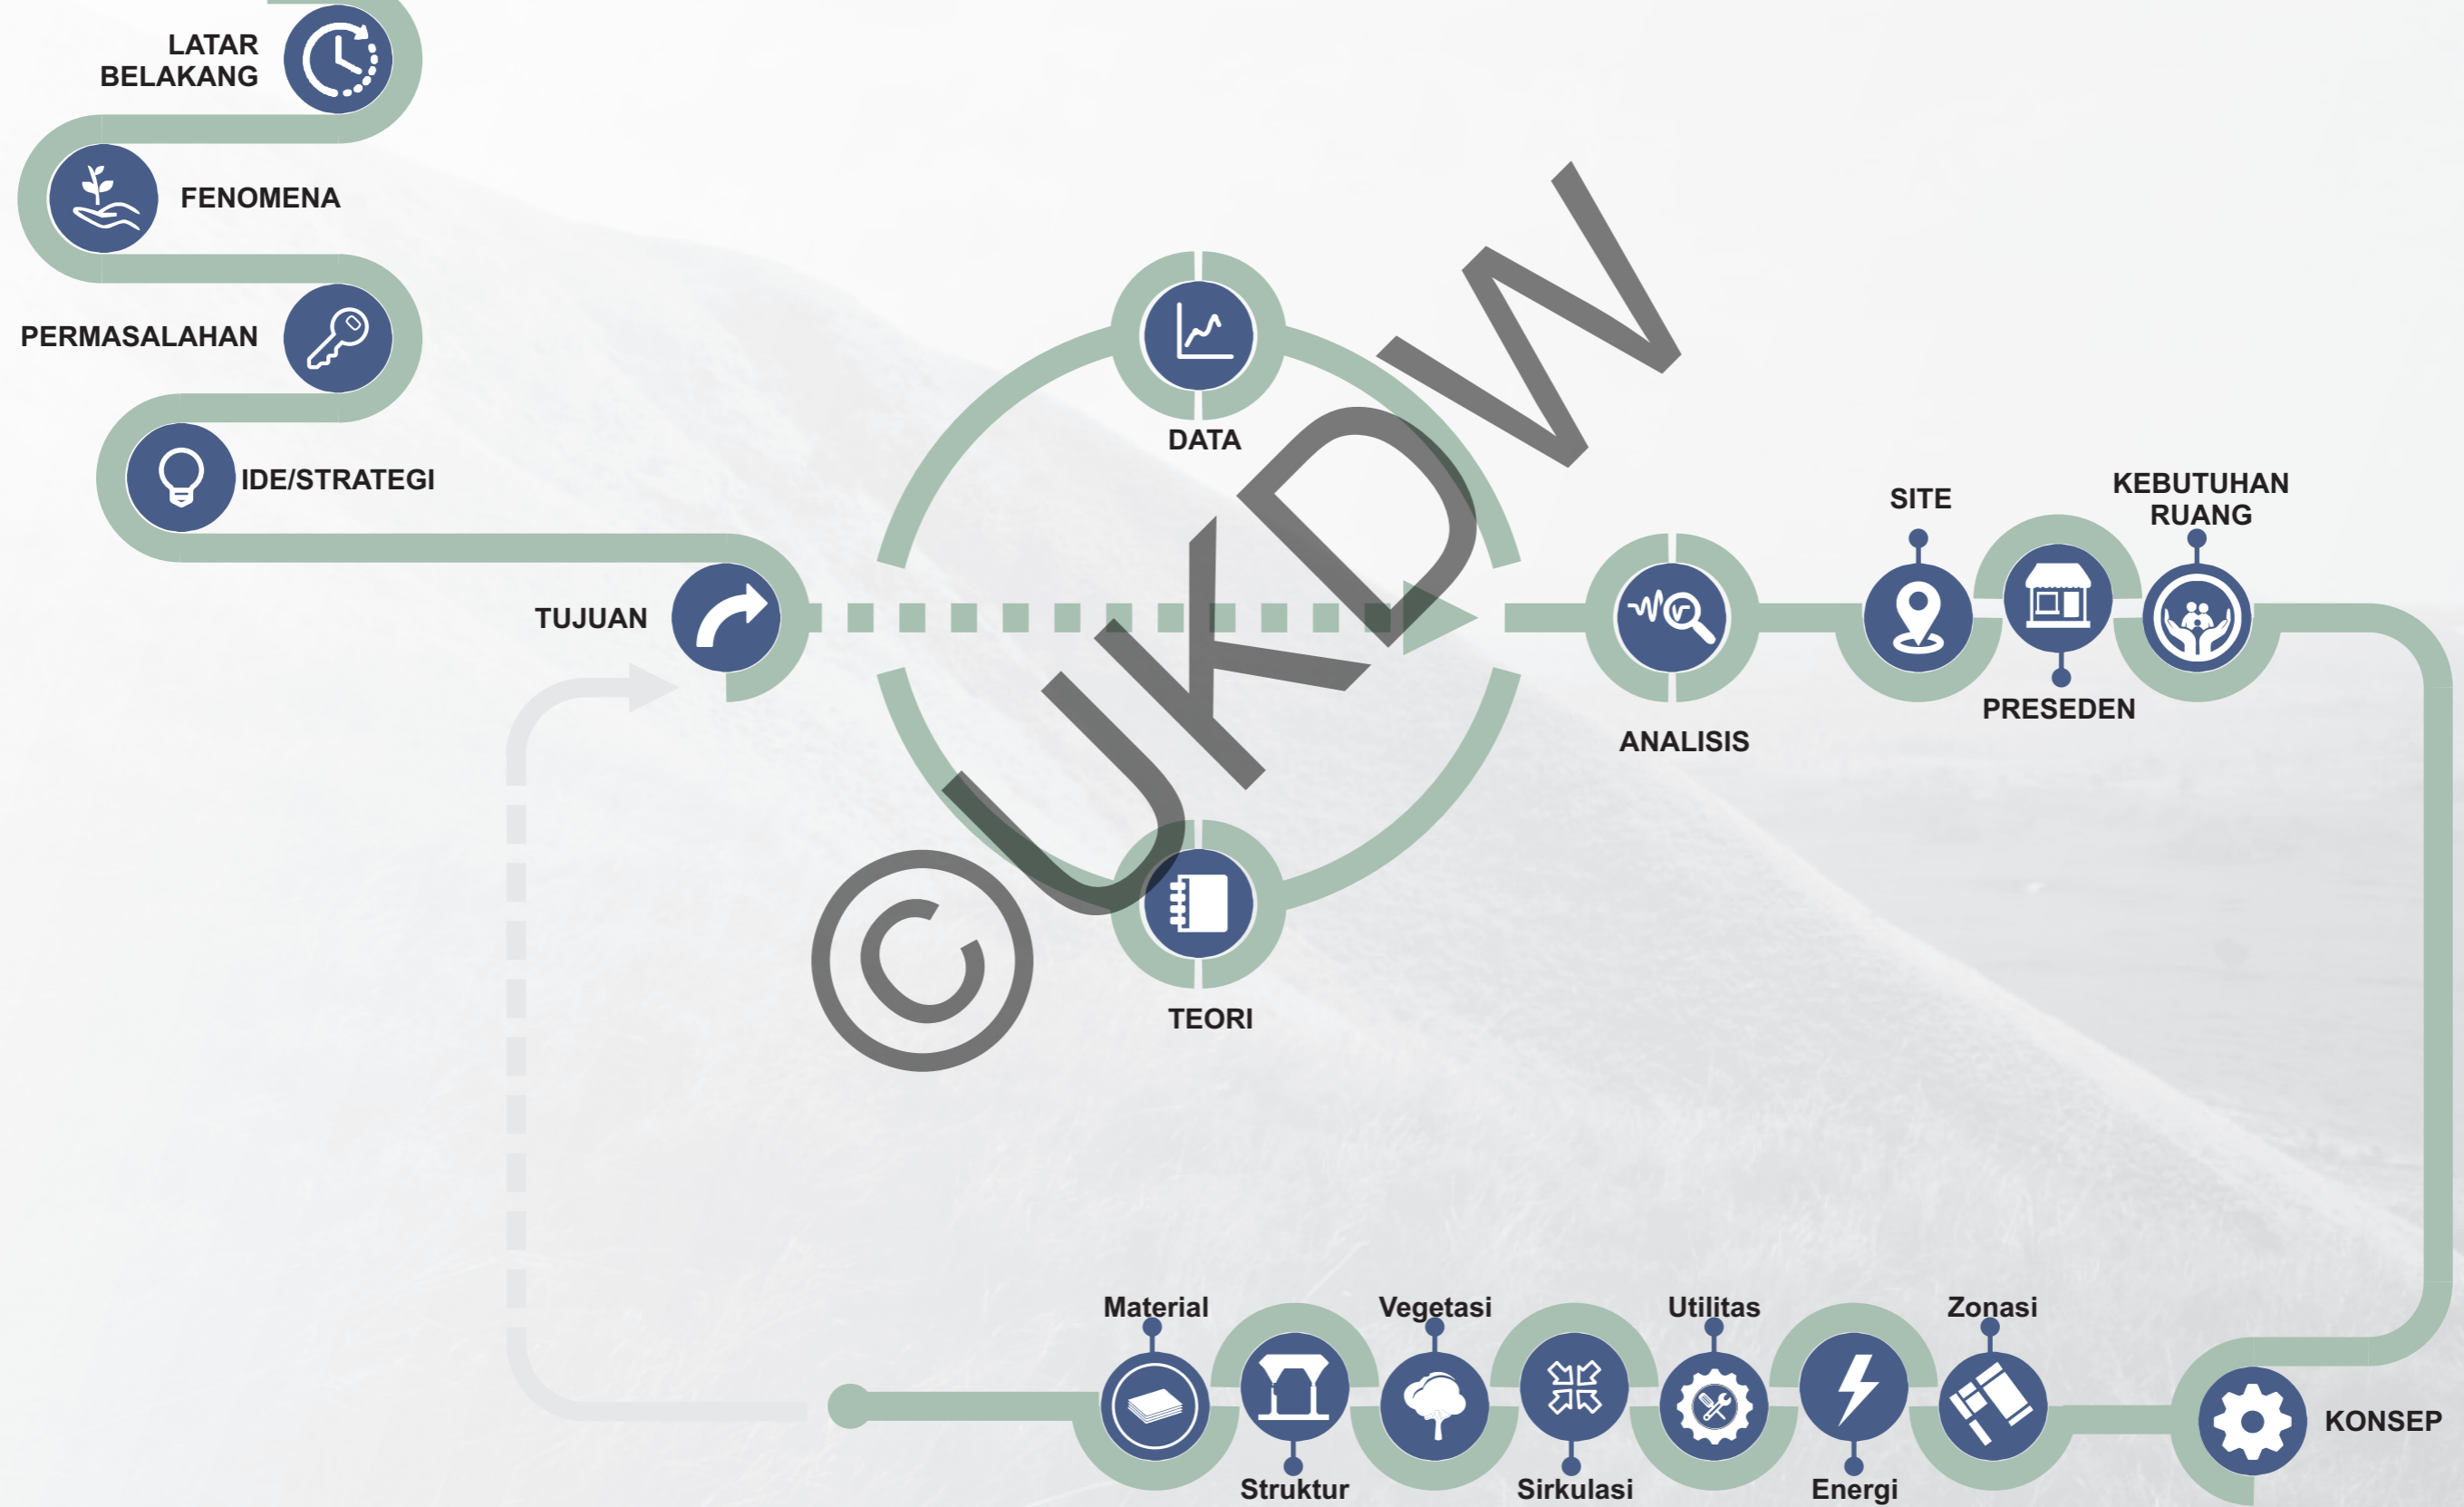 LATAR
BELAKANG
FENOMENA
PERMASALAHAN
IDE/STRATEGI
TUJUAN
DATA
TEORI
ANALISIS
SITE
PRESEDEN
KEBUTUHAN
RUANG
KONSEP
Zonasi
Energi
Utilitas
Sirkulasi
Vegetasi
Struktur
Material
© UKDW